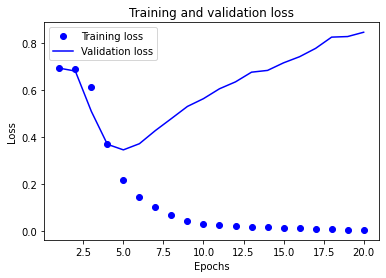 Training and validation loss
Training loss
Validation loss
Loss
0.8
0.6
0.4
0.2
0.0
2.5 5.0 7.5 10.0 12.5 15.0 17.5 20.0
Epochs